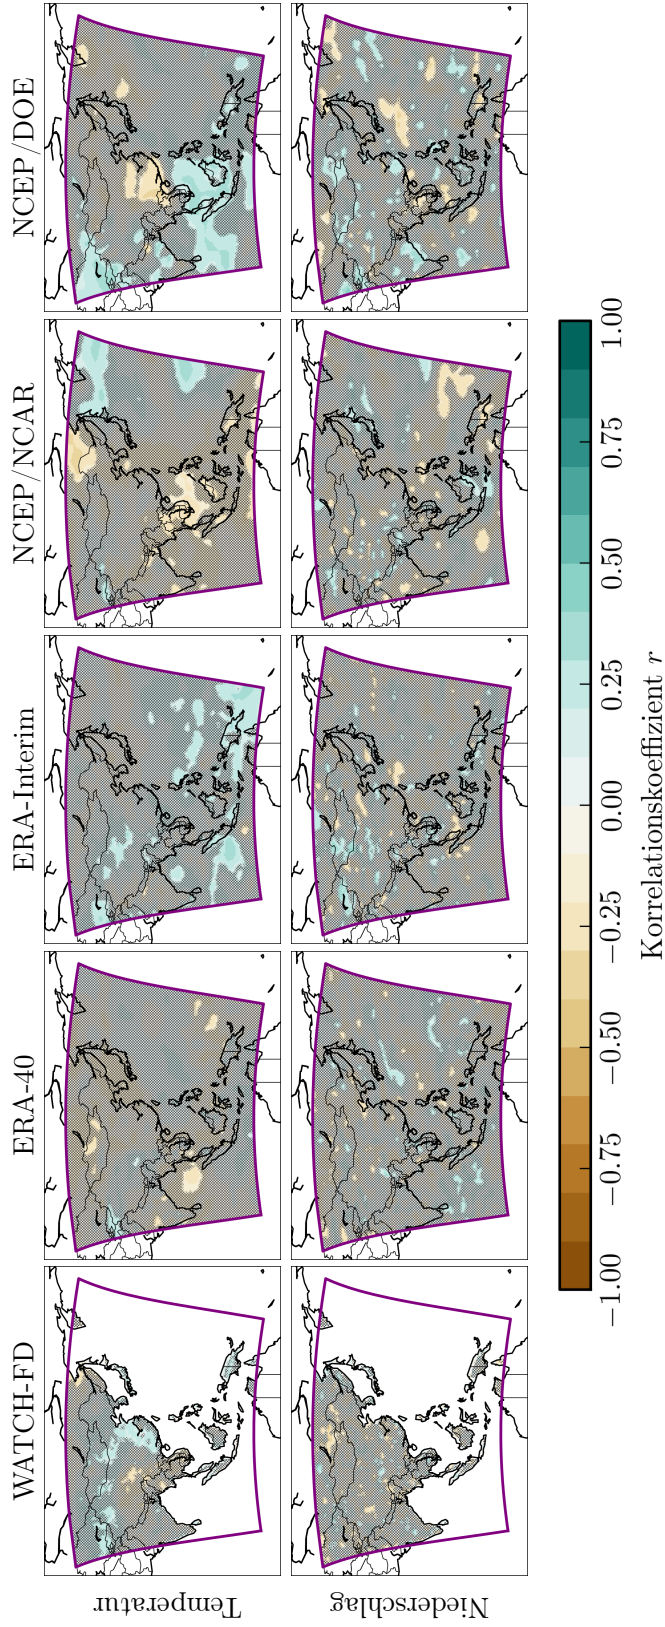 WATCH-FD
ERA-40
ERA-Interim
NCEP/NCAR
NCEP/DOE
Temperatur
Niederschlag
−1.00 −0.75 −0.50 −0.25 0.00 0.25 0.50 0.75 1.00
Korrelationskoeffizient r